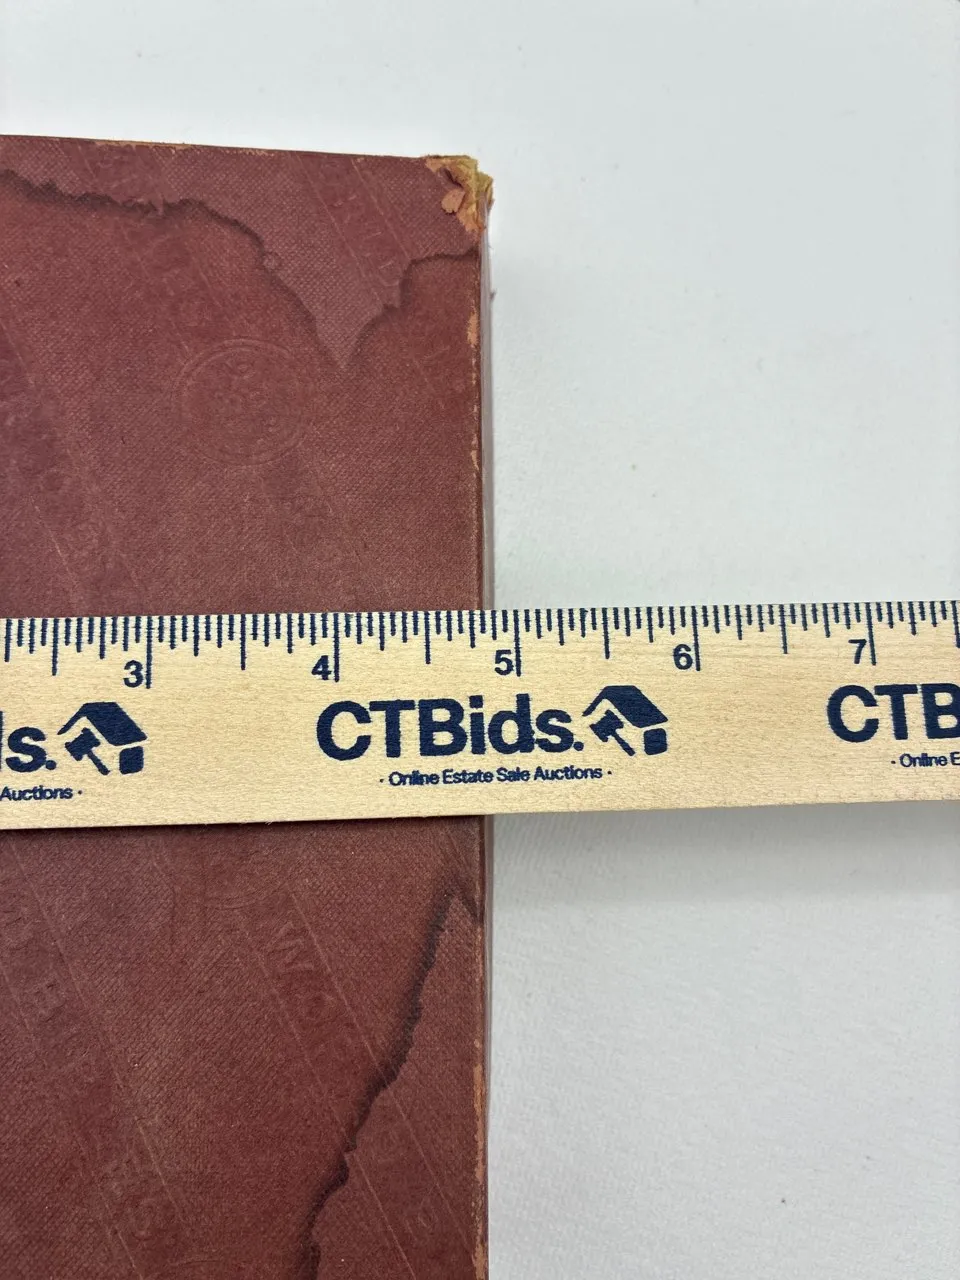 3 4 5 6 7
ds. CTBids. CTB
Auctions · · Online Estate Sale Auctions · · Online E